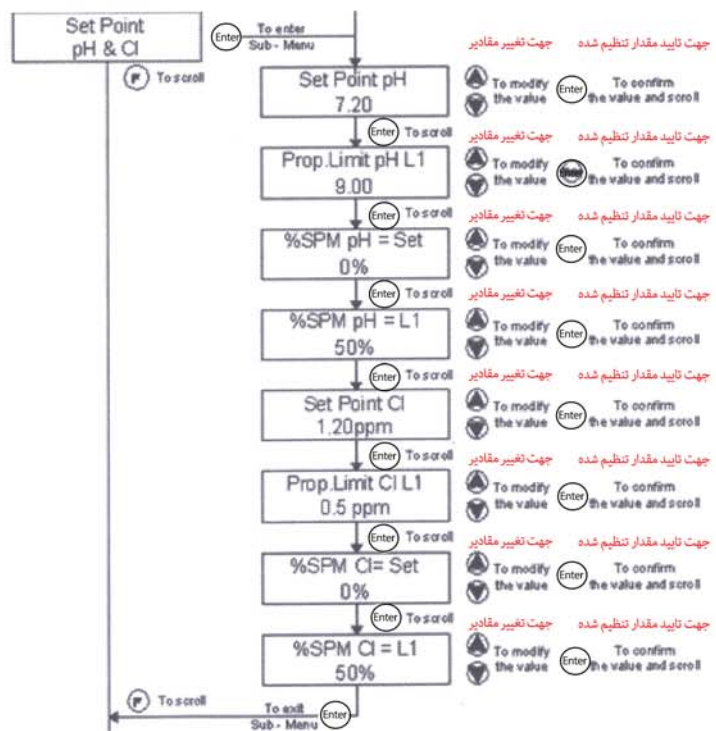 Set Point
pH & Cl
Enter
To enter
Sub - Menu
F To scroll
جهت تغییر مقادیر
جهت تایید مقدار تنظیم شده
Set Point pH
7.20
To modify
the value
Enter
To confirm
the value and scroll
Enter To scroll
جهت تغییر مقادیر
جهت تایید مقدار تنظیم شده
Prop.Limit pH L1
9.00
To modify
the value
Enter
To confirm
the value and scroll
Enter To scroll
جهت تغییر مقادیر
جهت تایید مقدار تنظیم شده
%SPM pH = Set
0%
To modify
the value
Enter
To confirm
the value and scroll
Enter To scroll
جهت تغییر مقادیر
جهت تایید مقدار تنظیم شده
%SPM pH = L1
50%
To modify
the value
Enter
To confirm
the value and scroll
Enter To scroll
جهت تغییر مقادیر
جهت تایید مقدار تنظیم شده
Set Point Cl
1.20ppm
To modify
the value
Enter
To confirm
the value and scroll
Enter To scroll
جهت تغییر مقادیر
جهت تایید مقدار تنظیم شده
Prop.Limit Cl L1
0.5 ppm
To modify
the value
Enter
To confirm
the value and scroll
Enter To scroll
جهت تغییر مقادیر
جهت تایید مقدار تنظیم شده
%SPM Cl= Set
0%
To modify
the value
Enter
To confirm
the value and scroll
Enter To scroll
جهت تغییر مقادیر
جهت تایید مقدار تنظیم شده
%SPM Cl = L1
50%
To modify
the value
Enter
To confirm
the value and scroll
F To scroll
To exit
Sub - Menu
Enter